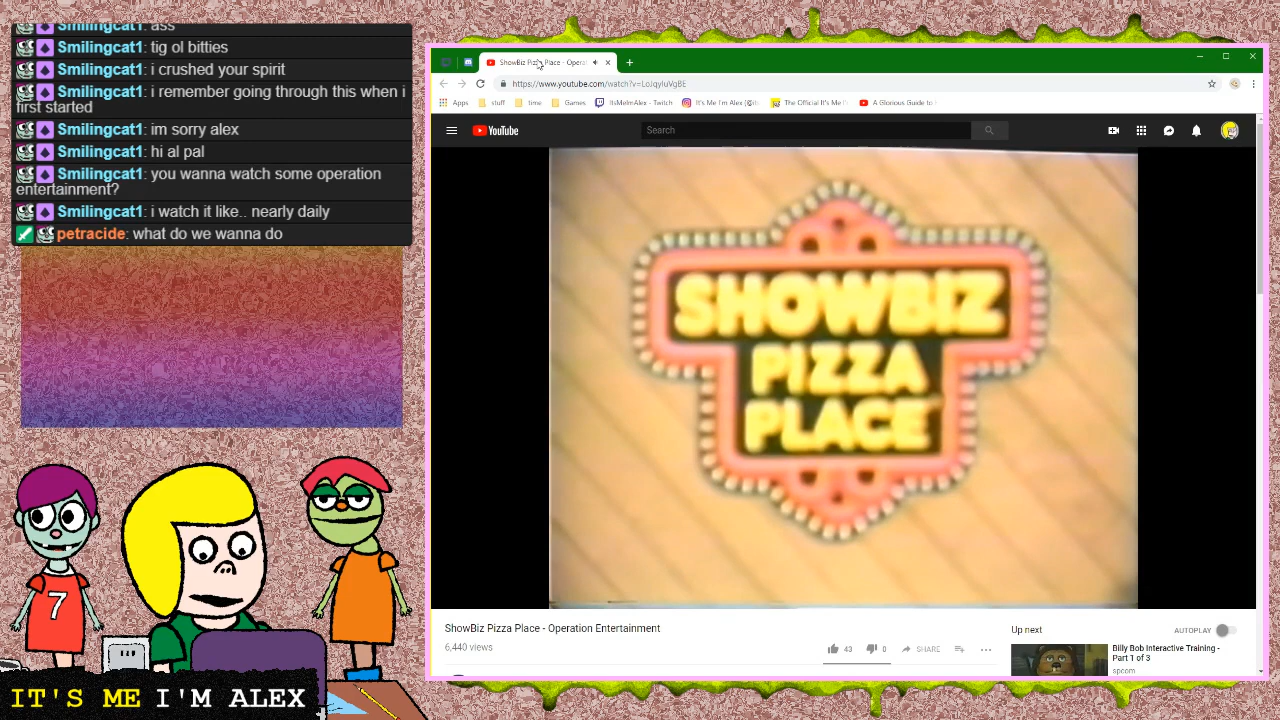 Smilingcat1: ass
Smilingcat1: tig ol bitties
Smilingcat1: i crushed your spirit
Smilingcat1: i remember going through this when i
first started
Smilingcat1: im sorry alex
Smilingcat1: hi al pal
Smilingcat1: you wanna watch some operation
entertainment?
Smilingcat1: i watch it like.. nearly daily
petracide: what do we wanna do
7
IT'S ME I'M ALEX
ShowBiz Pizza Place - Opera
Apps stuff time Games ItsMeImAlex - Twitch It's Me I'm Alex (@it The Official It's Me I' A Glorious Guide to
YouTube
Search
SHOWBIZ
PIZZA
PLACE
ShowBiz Pizza Place - Operation Entertainment
6,440 views
43 0 SHARE
Up next
AUTOPLAY
Billy Bob Interactive Training -
Part 1 of 3
spcom